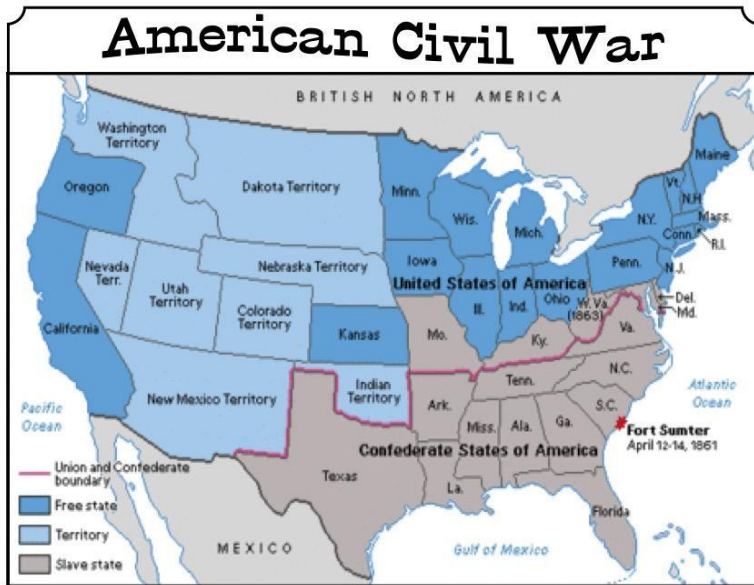 American Civil War
BRITISH NORTH AMERICA
Washington
Territory
Oregon
Dakota Territory
Minn.
Wis.
Mich.
Maine
Vt.
N.H.
N.Y.
Mass.
Conn.
R.I.
Nevada
Terr.
Utah
Territory
Nebraska Territory
Iowa
United States of America
Penn.
N.J.
California
Colorado
Territory
Kansas
Ill.
Ind.
Ohio
W. Va.
(1863)
Del.
Md.
Mo.
Ky.
Va.
New Mexico Territory
Indian
Territory
Tenn.
N.C.
Ark.
S.C.
Pacific
Ocean
Atlantic
Ocean
Miss.
Ala.
Ga.
Fort Sumter
April 12-14, 1861
Confederate States of America
Texas
La.
Florida
Union and Confederate
boundary
Free state
Territory
Slave state
MEXICO
Gulf of Mexico